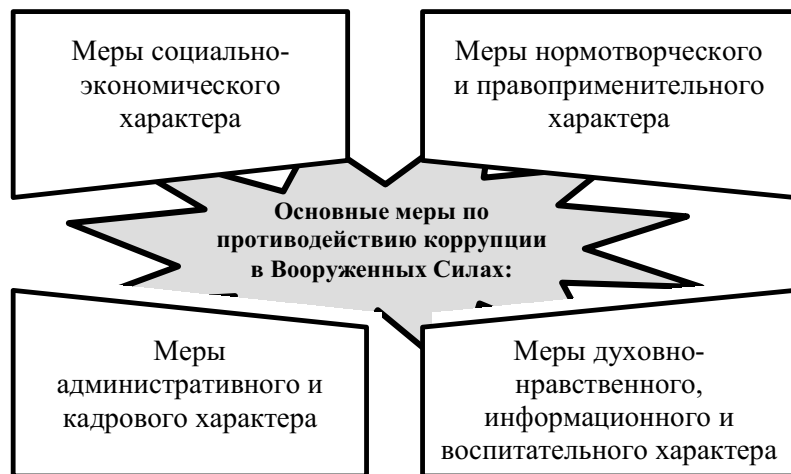 Меры социально-
экономического
характера
Меры нормотворческого
и правоприменительного
характера
Основные меры по
противодействию коррупции
в Вооруженных Силах:
Меры
административного и
кадрового характера
Меры духовно-
нравственного,
информационного и
воспитательного характера